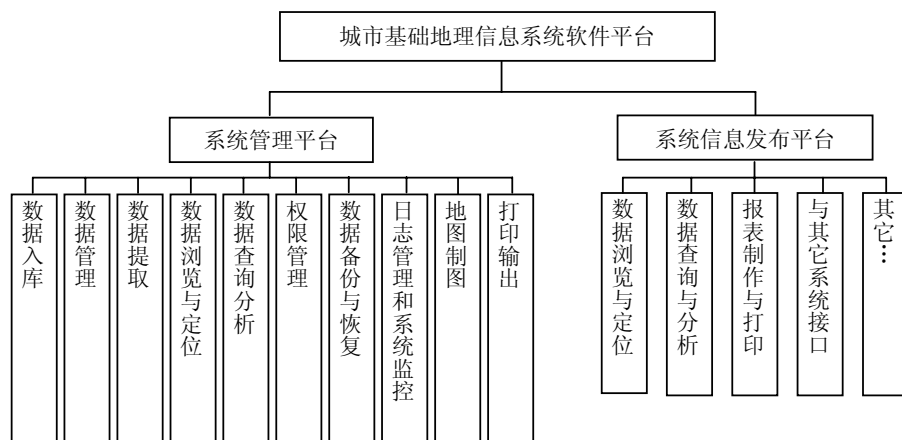 城市基础地理信息系统软件平台
系统管理平台
系统信息发布平台
数据入库
数据管理
数据提取
数据浏览与定位
数据查询分析
权限管理
数据备份与恢复
日志管理和系统监控
地图制图
打印输出
数据浏览与定位
数据查询与分析
报表制作与打印
与其它系统接口
其它…